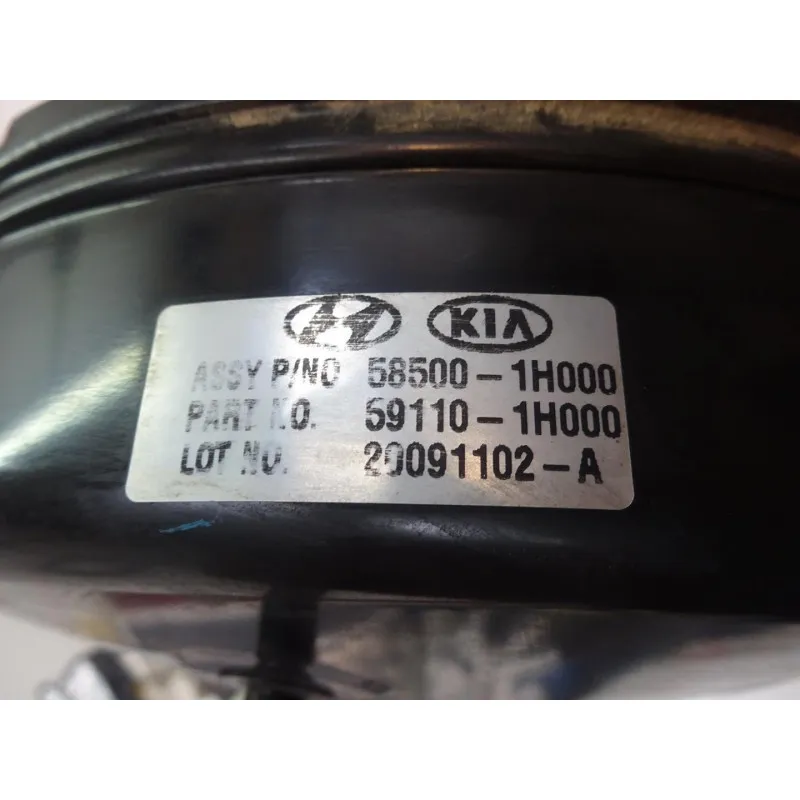 KIA
ASSY P/NO 58500-1H000
PART NO. 59110-1H000
LOT NO. 20091102-A